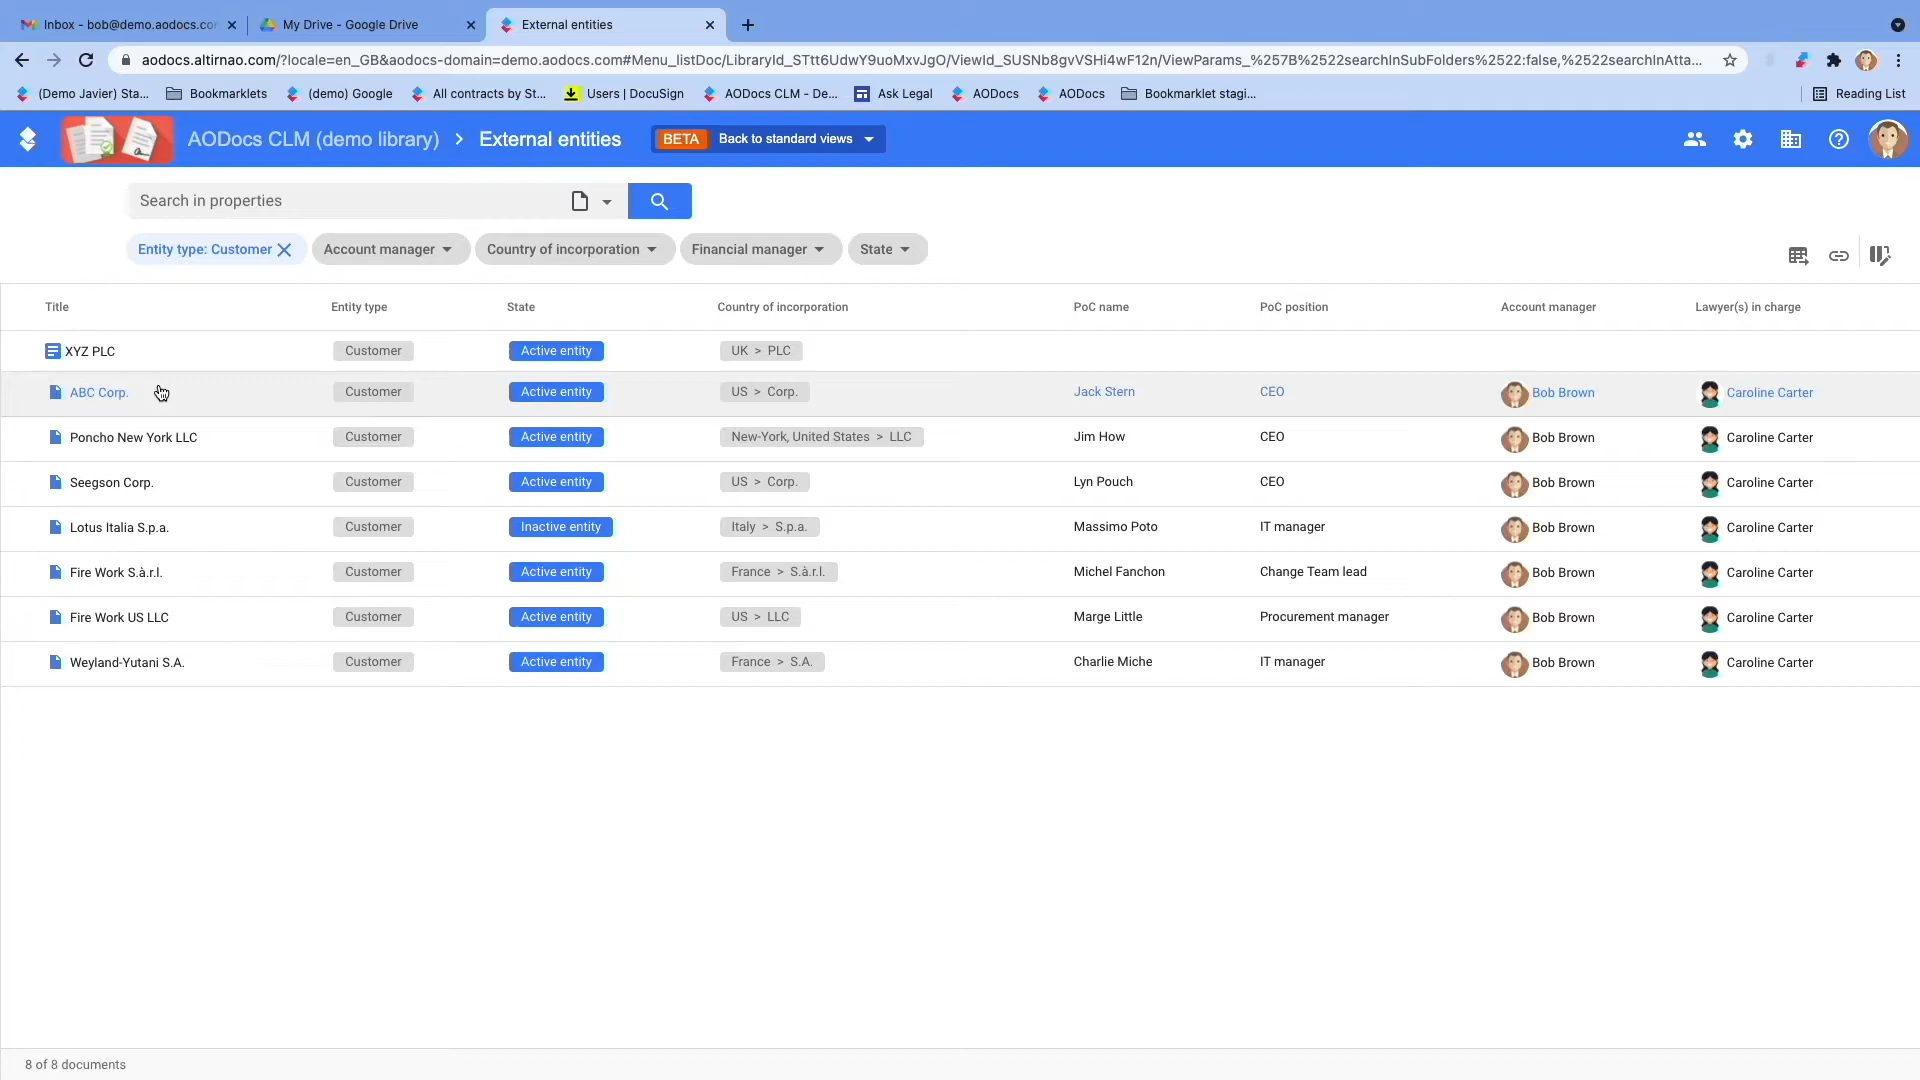 Inbox - bob@demo.aodocs.co
My Drive - Google Drive
External entities
aodocs.altirnao.com/?locale=en_GB&aodocs-domain=demo.aodocs.com#Menu_listDoc/LibraryId_STtt6UdwY9uoMxvJgO/ViewId_SUSNb8gvVSHi4wF12n/ViewParams_%257B%2522searchInSubFolders%2522:false,%2522searchInAtta...
(Demo Javier) Sta...
Bookmarklets
(demo) Google
All contracts by St...
Users | DocuSign
AODocs CLM - De...
Ask Legal
AODocs
AODocs
Bookmarklet stagi...
Reading List
AODocs CLM (demo library) > External entities
BETA Back to standard views
Search in properties
Entity type: Customer
Account manager
Country of incorporation
Financial manager
State
Title Entity type State Country of incorporation PoC name PoC position Account manager Lawyer(s) in charge
XYZ PLC Customer Active entity UK > PLC
ABC Corp. Customer Active entity US > Corp. Jack Stern CEO Bob Brown Caroline Carter
Poncho New York LLC Customer Active entity New-York, United States > LLC Jim How CEO Bob Brown Caroline Carter
Seegson Corp. Customer Active entity US > Corp. Lyn Pouch CEO Bob Brown Caroline Carter
Lotus Italia S.p.a. Customer Inactive entity Italy > S.p.a. Massimo Poto IT manager Bob Brown Caroline Carter
Fire Work S.à.r.l. Customer Active entity France > S.à.r.l. Michel Fanchon Change Team lead Bob Brown Caroline Carter
Fire Work US LLC Customer Active entity US > LLC Marge Little Procurement manager Bob Brown Caroline Carter
Weyland-Yutani S.A. Customer Active entity France > S.A. Charlie Miche IT manager Bob Brown Caroline Carter
8 of 8 documents